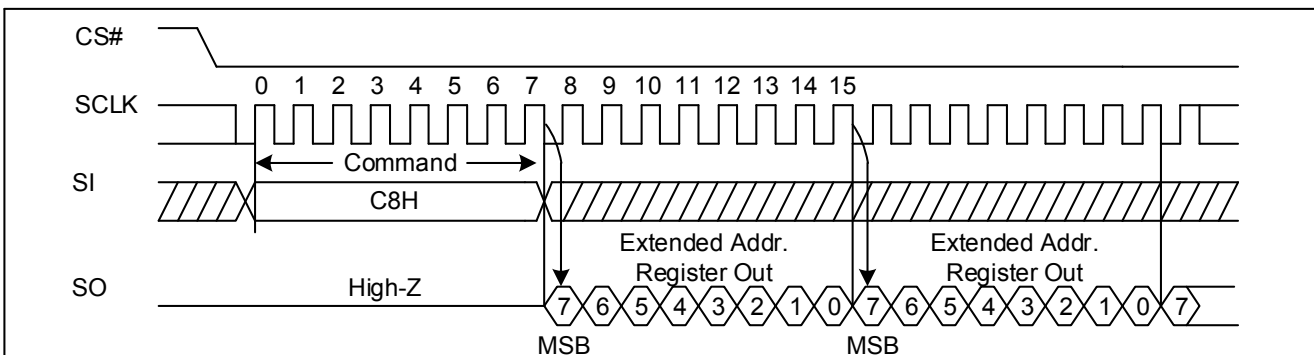 CS#
0 1 2 3 4 5 6 7 8 9 10 11 12 13 14 15
SCLK
Command
SI
C8H
Extended Addr. Extended Addr.
Register Out Register Out
SO
High-Z
7 6 5 4 3 2 1 0 7 6 5 4 3 2 1 0 7
MSB MSB